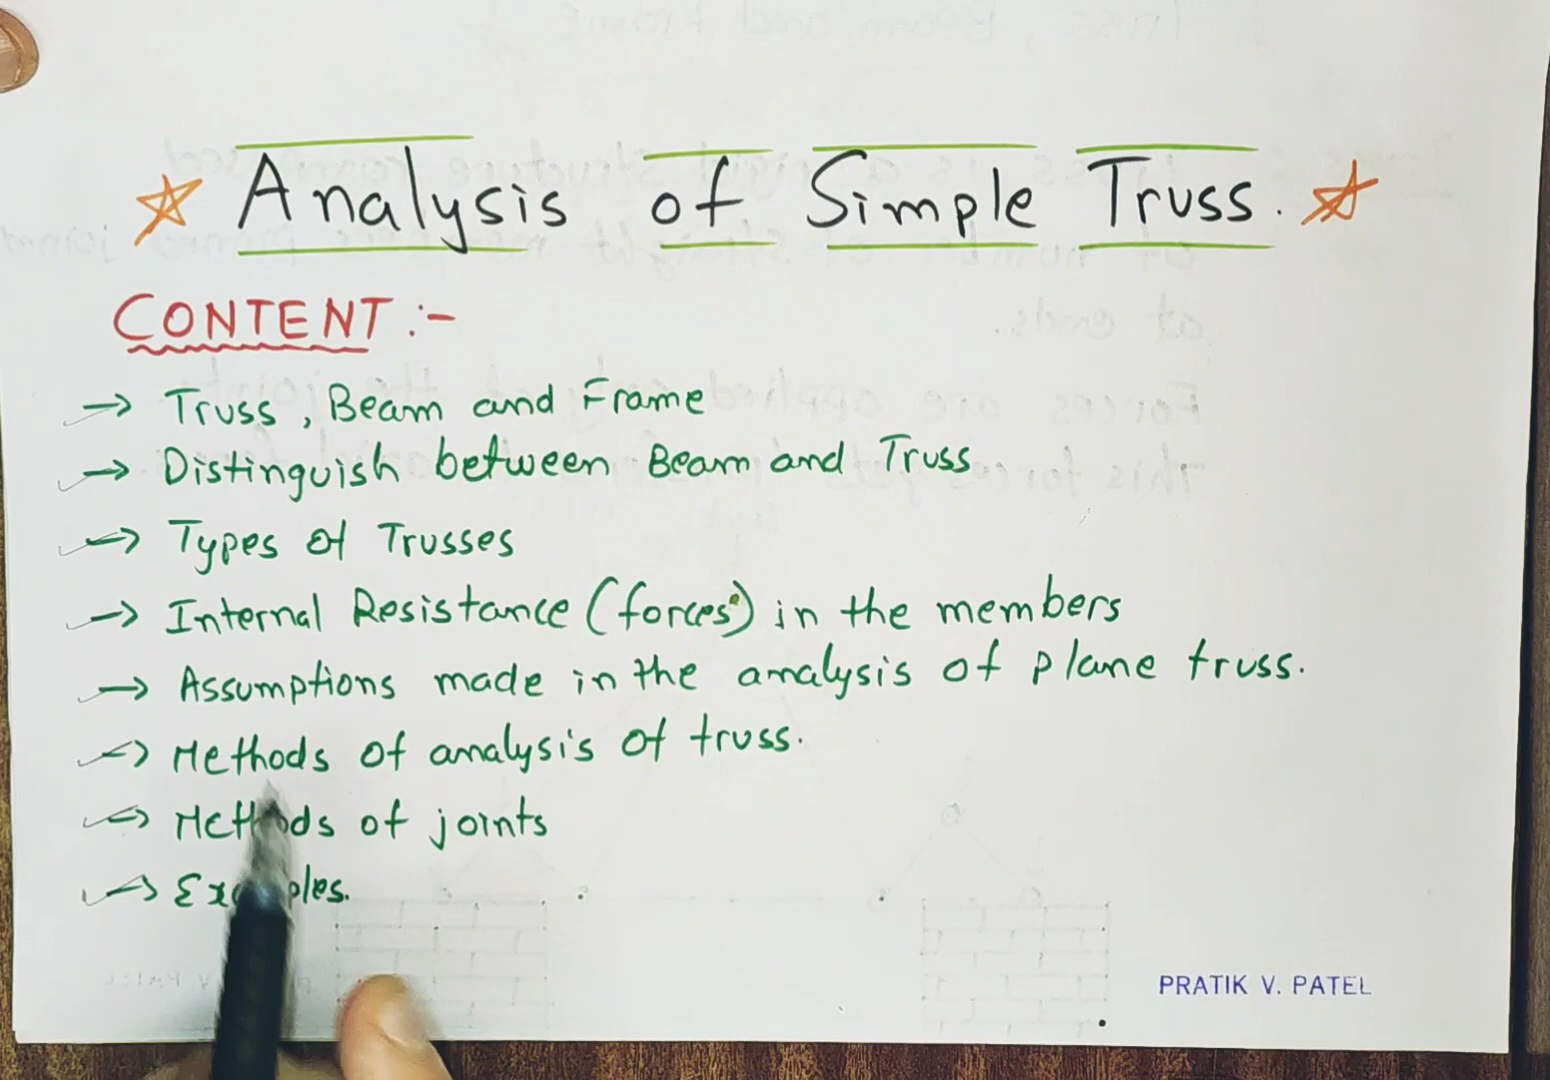 Analysis of Simple Truss.
CONTENT :-
→ Truss, Beam and Frame
→ Distinguish between Beam and Truss
→ Types of Trusses
→ Internal Resistance (forces) in the members
→ Assumptions made in the analysis of plane truss.
→ Methods of analysis of truss.
→ Methods of joints
→ Examples.
PRATIK V. PATEL